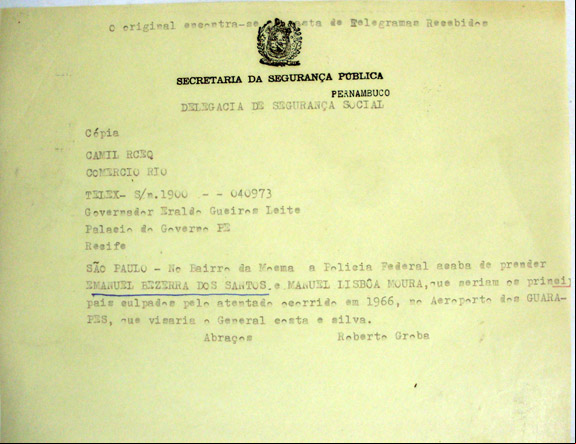 O original encontra-se pasta de Telegramas Recebidos
SECRETARIA DA SEGURANÇA PÚBLICA
PERNAMBUCO
DELEGACIA DE SEGURANÇA SOCIAL
Cópia
CAMIL RCEQ
COMERCIO RIO
TELEX- S/n.1900 - - 040973
Governador Eraldo Gueiros Leite
Palacio do Governo PE
Recife
SÃO PAULO - No Bairro da Moema a Policia Federal acaba de prender
EMANUEL BEZERRA DOS SANTOS e MANUEL LISBÔA MOURA, que seriam os princi
pais culpados pelo atentado ocorrido em 1966, no Aeroporto dos GUARA-
PES, que visaria o General costa e silva.
Abraços Roberto Groba